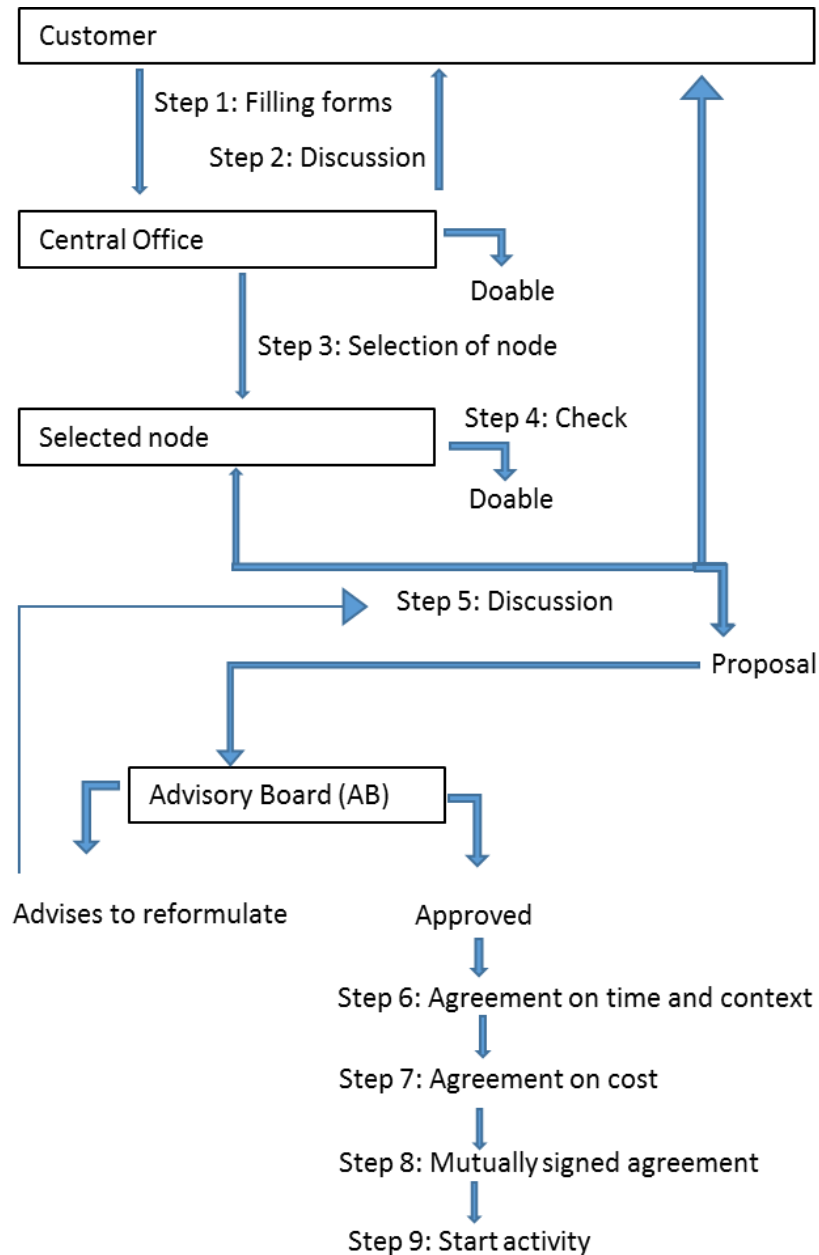 Customer
Step 1: Filling forms
Step 2: Discussion
Central Office
Doable
Step 3: Selection of node
Selected node
Step 4: Check
Doable
Step 5: Discussion
Proposal
Advisory Board (AB)
Advises to reformulate
Approved
Step 6: Agreement on time and context
Step 7: Agreement on cost
Step 8: Mutually signed agreement
Step 9: Start activity